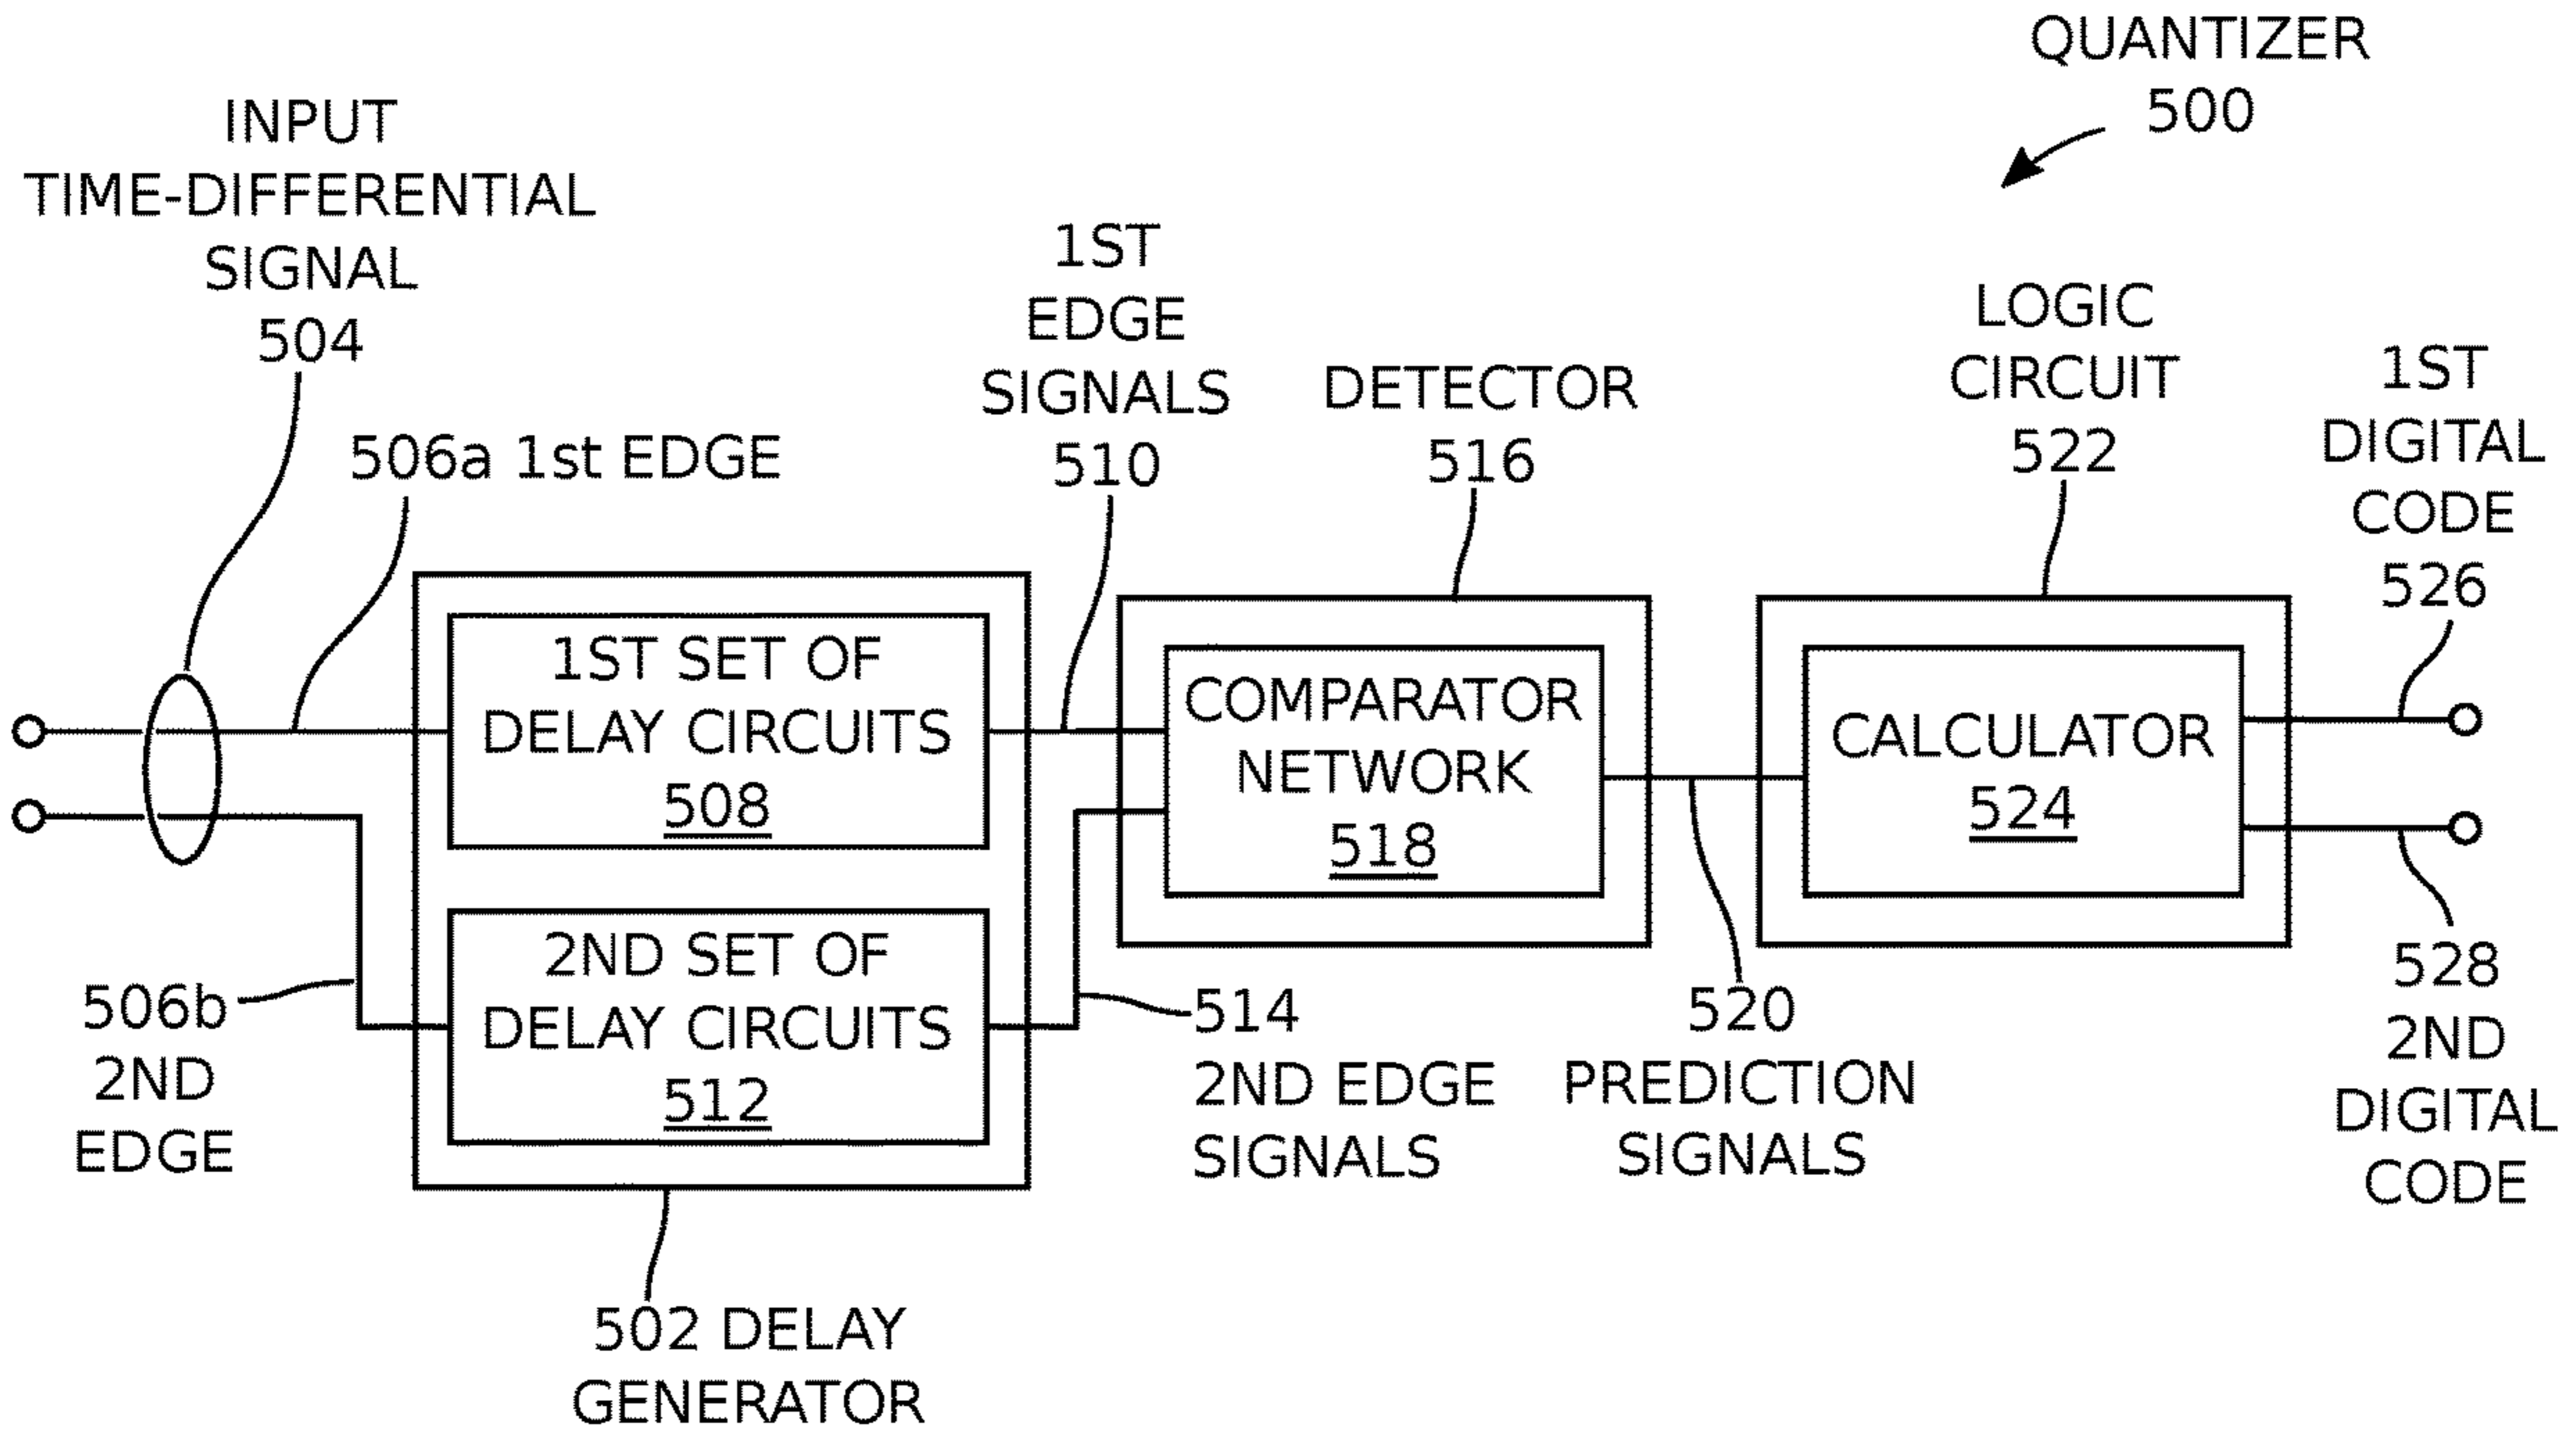 QUANTIZER
500
INPUT
TIME-DIFFERENTIAL
SIGNAL
504
506a 1st EDGE
1ST
EDGE
SIGNALS
510
DETECTOR
516
LOGIC
CIRCUIT
522
1ST
DIGITAL
CODE
526
1ST SET OF
DELAY CIRCUITS
508
COMPARATOR
NETWORK
518
CALCULATOR
524
2ND SET OF
DELAY CIRCUITS
512
506b
2ND
EDGE
514
2ND EDGE
SIGNALS
520
PREDICTION
SIGNALS
528
2ND
DIGITAL
CODE
502 DELAY
GENERATOR